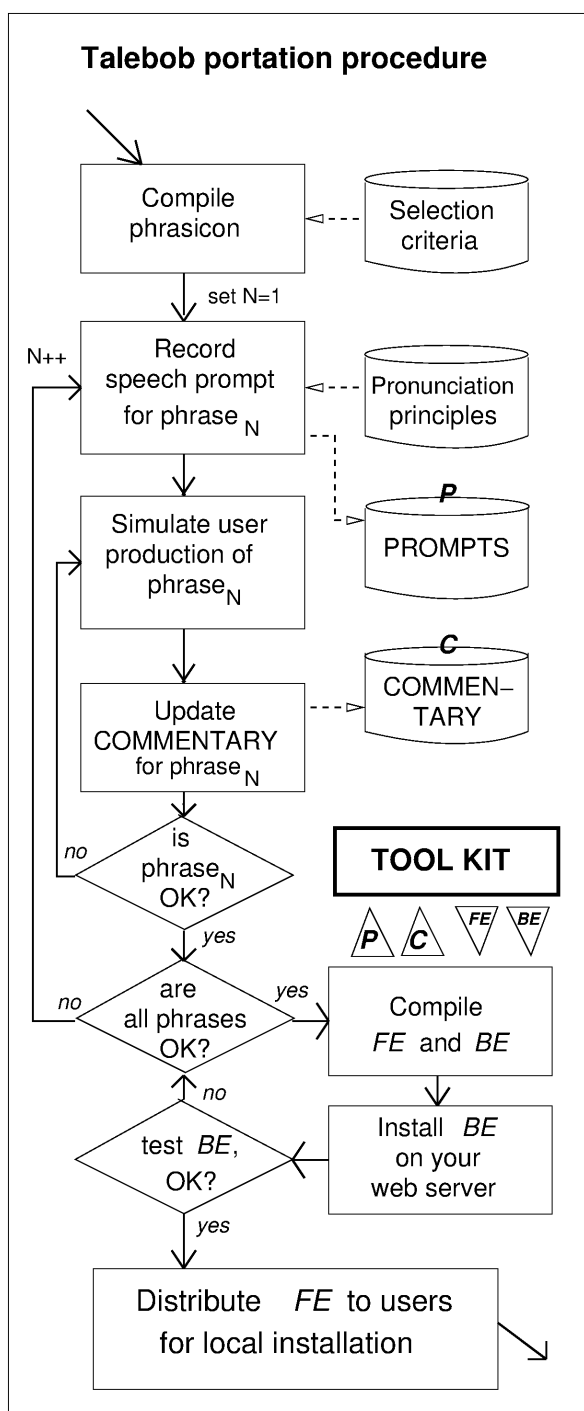 Talebob portation procedure
Compile
phrasicon
Selection
criteria
set N=1
N++
Record
speech prompt
for phrase N
Pronunciation
principles
P
PROMPTS
Simulate user
production of
phrase N
C
COMMEN–
TARY
Update
COMMENTARY
for phrase N
no
is
phrase N
OK?
yes
TOOL KIT
P C FE BE
no
are
all phrases
OK?
yes
Compile
FE and BE
no
test BE,
OK?
yes
Install BE
on your
web server
Distribute FE to users
for local installation